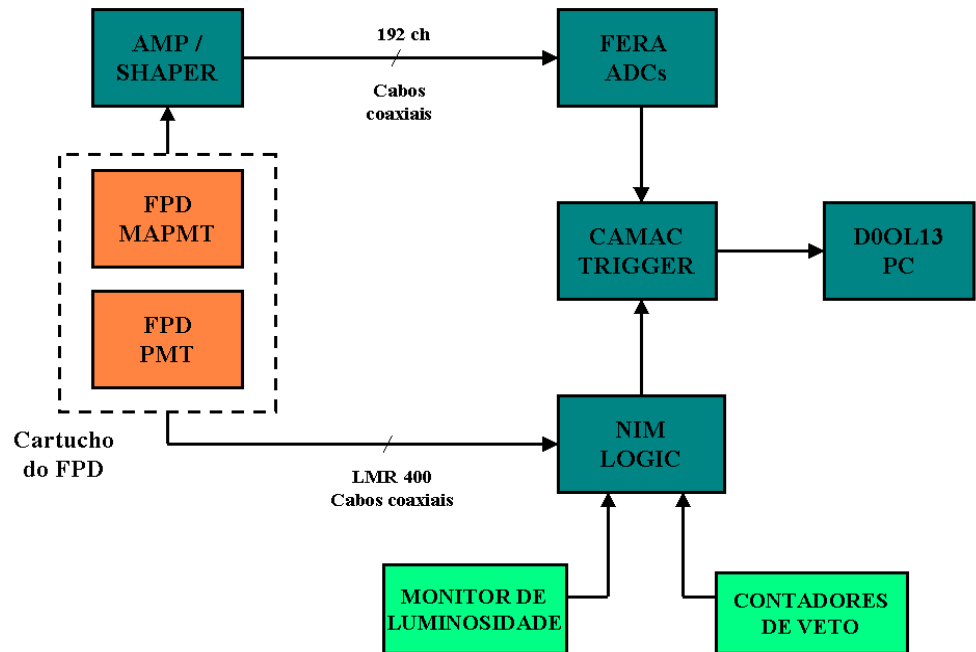 AMP /
SHAPER
192 ch
Cabos
coaxiais
FERA
ADCs
FPD
MAPMT
FPD
PMT
CAMAC
TRIGGER
D0OL13
PC
Cartucho
do FPD
LMR 400
Cabos coaxiais
NIM
LOGIC
MONITOR DE
LUMINOSIDADE
CONTADORES
DE VETO